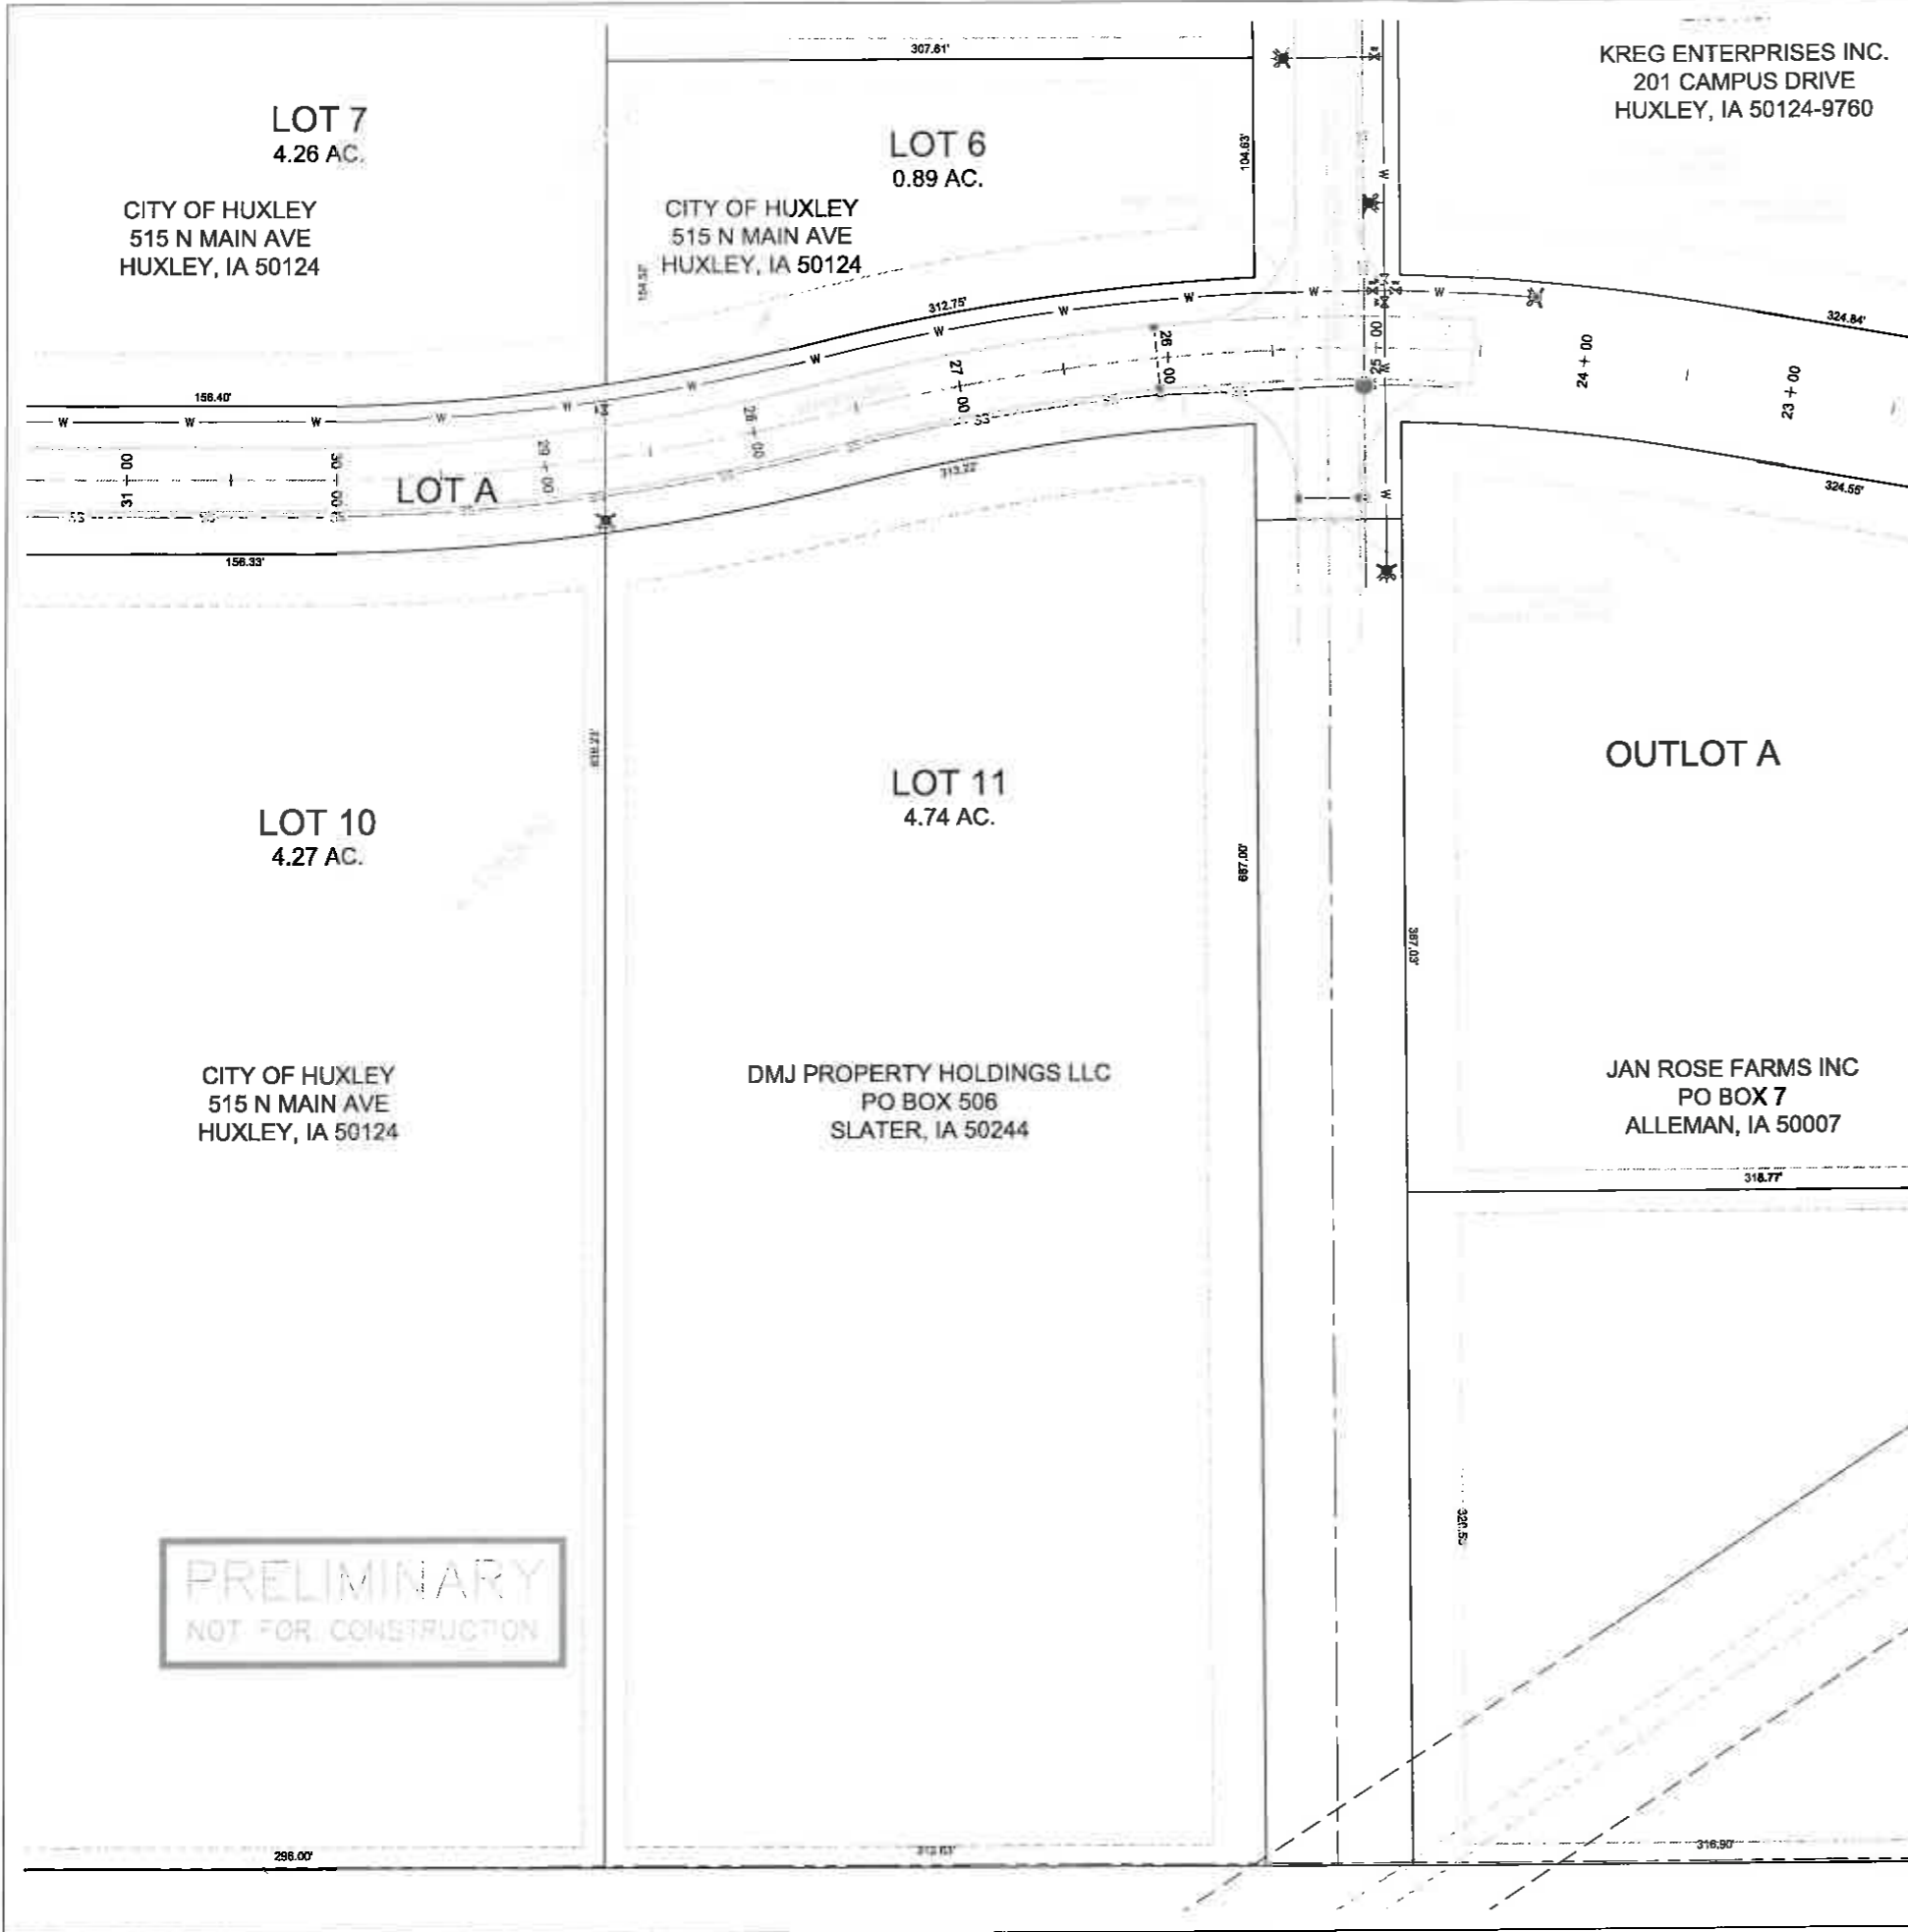 307.61'
KREG ENTERPRISES INC.
201 CAMPUS DRIVE
HUXLEY, IA 50124-9760
LOT 7
4.26 AC.
CITY OF HUXLEY
515 N MAIN AVE
HUXLEY, IA 50124
LOT 6
0.89 AC.
CITY OF HUXLEY
515 N MAIN AVE
HUXLEY, IA 50124
104.63'
312.75'
324.84'
W W W W W W W W W W W W
W
W
W
24 + 00
23 + 00
25 + 00
26 + 00
27 + 00
28 + 00
29 + 00
30 + 00
31 + 00
156.40'
LOT A
SS
313.22'
324.55'
156.33'
OUTLOT A
LOT 11
4.74 AC.
LOT 10
4.27 AC.
687.00'
367.03'
CITY OF HUXLEY
515 N MAIN AVE
HUXLEY, IA 50124
DMJ PROPERTY HOLDINGS LLC
PO BOX 506
SLATER, IA 50244
JAN ROSE FARMS INC
PO BOX 7
ALLEMAN, IA 50007
318.77'
PRELIMINARY
NOT FOR CONSTRUCTION
296.00'
316.90'